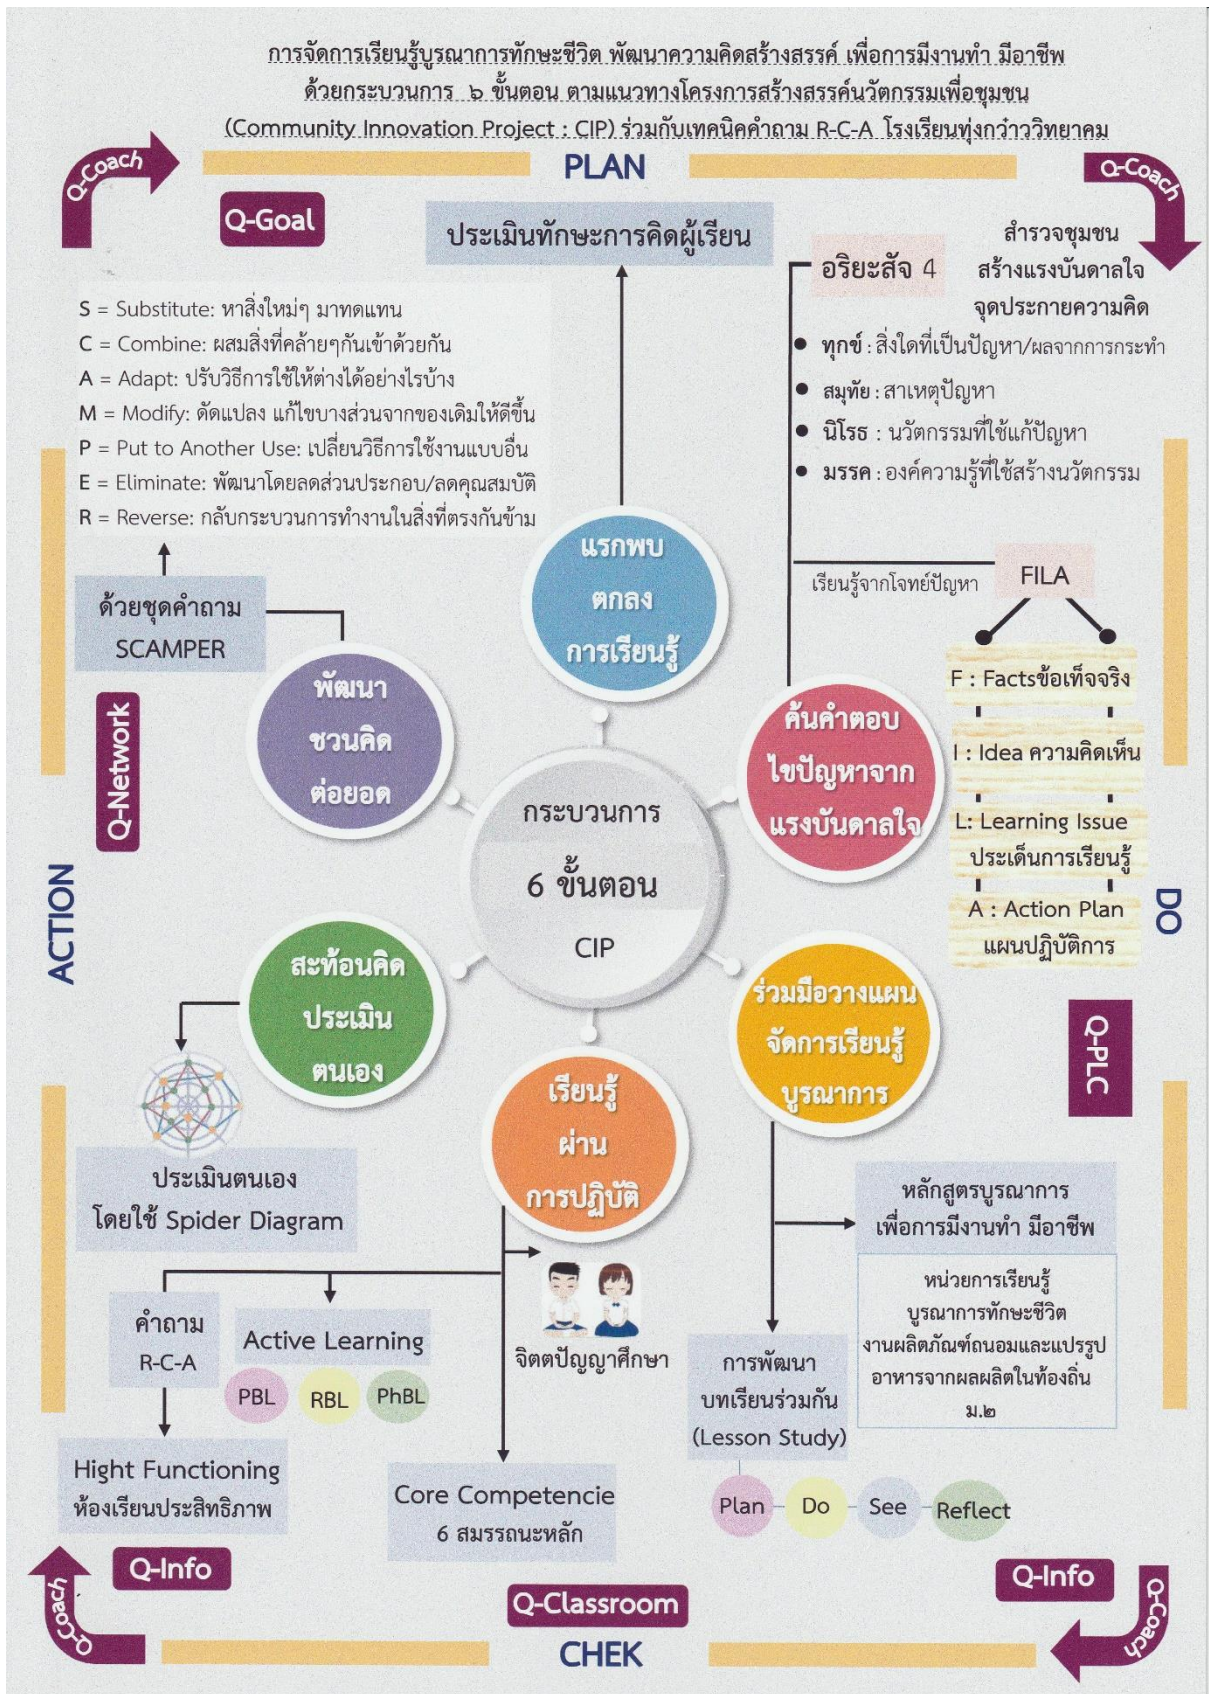 การจัดการเรียนรู้บูรณาการทักษะชีวิต พัฒนาความคิดสร้างสรรค์ เพื่อการมีงานทำ มีอาชีพ
ด้วยกระบวนการ ๖ ขั้นตอน ตามแนวทางโครงการสร้างสรรค์นวัตกรรมเพื่อชุมชน
(Community Innovation Project : CIP) ร่วมกับเทคนิคคำถาม R-C-A โรงเรียนทุ่งกว๋าววิทยาคม
Q-Coach
PLAN
Q-Coach
Q-Goal
ประเมินทักษะการคิดผู้เรียน
อริยะสัจ 4
สำรวจชุมชน
สร้างแรงบันดาลใจ
จุดประกายความคิด
S = Substitute: หาสิ่งใหม่ๆ มาทดแทน
C = Combine: ผสมสิ่งที่คล้ายๆกันเข้าด้วยกัน
A = Adapt: ปรับวิธีการใช้ให้ต่างได้อย่างไรบ้าง
M = Modify: ดัดแปลง แก้ไขบางส่วนจากของเดิมให้ดีขึ้น
P = Put to Another Use: เปลี่ยนวิธีการใช้งานแบบอื่น
E = Eliminate: พัฒนาโดยลดส่วนประกอบ/ลดคุณสมบัติ
R = Reverse: กลับกระบวนการทำงานในสิ่งที่ตรงกันข้าม
● ทุกข์ : สิ่งใดที่เป็นปัญหา/ผลจากการกระทำ
● สมุทัย : สาเหตุปัญหา
● นิโรธ : นวัตกรรมที่ใช้แก้ปัญหา
● มรรค : องค์ความรู้ที่ใช้สร้างนวัตกรรม
แรกพบ
ตกลง
การเรียนรู้
ด้วยชุดคำถาม
SCAMPER
เรียนรู้จากโจทย์ปัญหา
FILA
F : Factsข้อเท็จจริง
I : Idea ความคิดเห็น
L: Learning Issue
ประเด็นการเรียนรู้
A : Action Plan
แผนปฏิบัติการ
พัฒนา
ชวนคิด
ต่อยอด
ค้นคำตอบ
ไขปัญหาจาก
แรงบันดาลใจ
Q-Network
ACTION
กระบวนการ
6 ขั้นตอน
CIP
DO
Q-PLC
สะท้อนคิด
ประเมิน
ตนเอง
ร่วมมือวางแผน
จัดการเรียนรู้
บูรณาการ
เรียนรู้
ผ่าน
การปฏิบัติ
ประเมินตนเอง
โดยใช้ Spider Diagram
หลักสูตรบูรณาการ
เพื่อการมีงานทำ มีอาชีพ
หน่วยการเรียนรู้
บูรณาการทักษะชีวิต
งานผลิตภัณฑ์ถนอมและแปรรูป
อาหารจากผลผลิตในท้องถิ่น
ม.๒
คำถาม
R-C-A
Active Learning
PBL
RBL
PhBL
จิตตปัญญาศึกษา
การพัฒนา
บทเรียนร่วมกัน
(Lesson Study)
Hight Functioning
ห้องเรียนประสิทธิภาพ
Core Competencie
6 สมรรถนะหลัก
Plan
Do
See
Reflect
Q-Info
Q-Classroom
Q-Info
Q-Coach
CHEK
Q-Coach